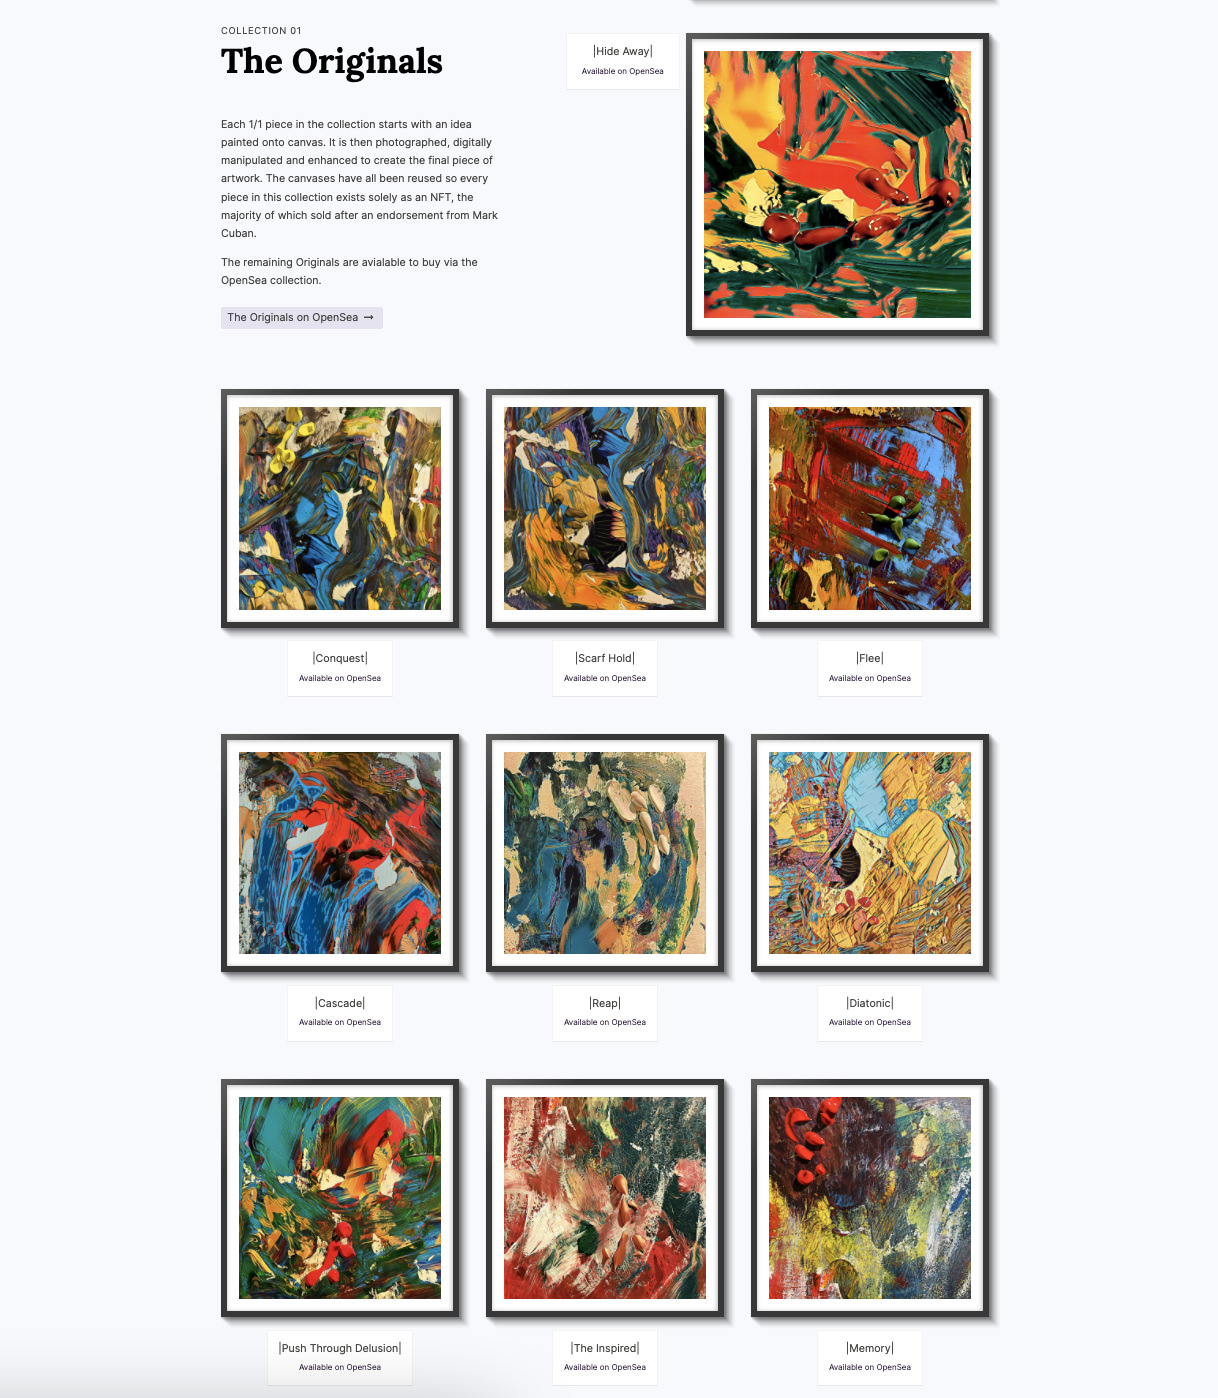 COLLECTION 01
The Originals
Each 1/1 piece in the collection starts with an idea
painted onto canvas. It is then photographed, digitally
manipulated and enhanced to create the final piece of
artwork. The canvases have all been reused so every
piece in this collection exists solely as an NFT, the
majority of which sold after an endorsement from Mark
Cuban.
The remaining Originals are avialable to buy via the
OpenSea collection.
The Originals on OpenSea →
|Hide Away|
Available on OpenSea
|Conquest|
Available on OpenSea
|Scarf Hold|
Available on OpenSea
|Flee|
Available on OpenSea
|Cascade|
Available on OpenSea
|Reap|
Available on OpenSea
|Diatonic|
Available on OpenSea
|Push Through Delusion|
Available on OpenSea
|The Inspired|
Available on OpenSea
|Memory|
Available on OpenSea